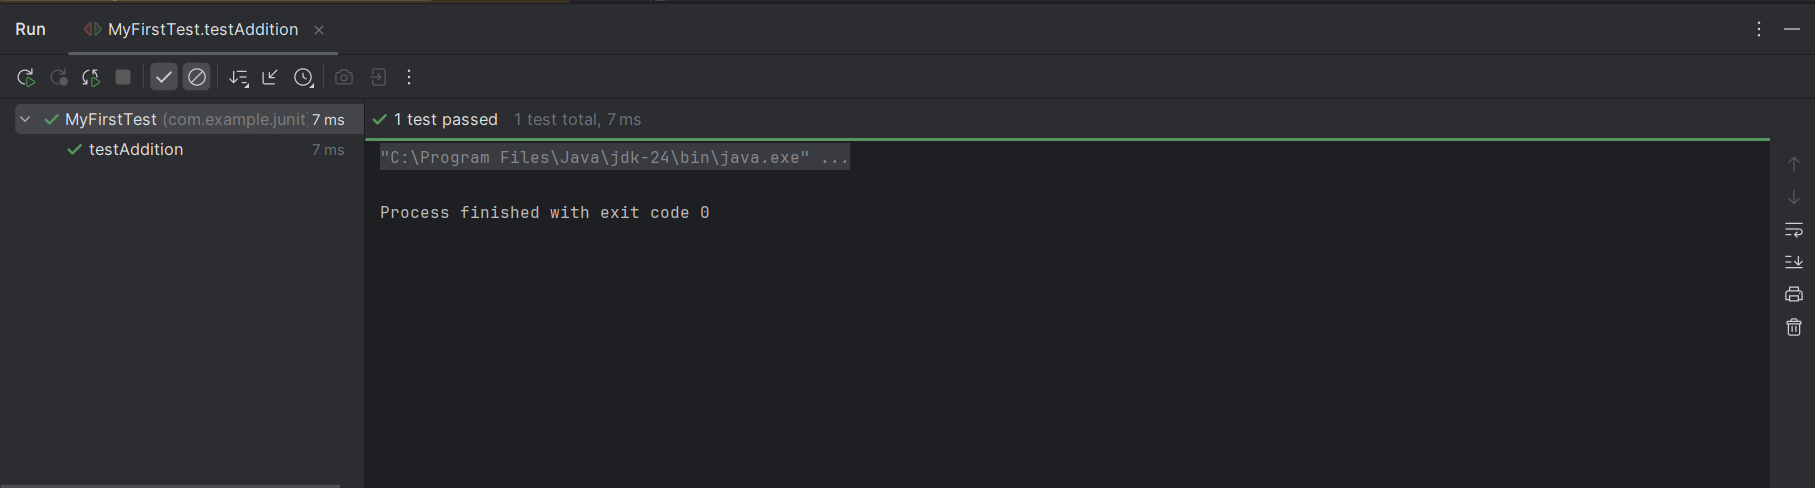 Run MyFirstTest.testAddition
MyFirstTest (com.example.junit) 7 ms
testAddition 7 ms
1 test passed 1 test total, 7 ms
"C:\Program Files\Java\jdk-24\bin\java.exe" ...
Process finished with exit code 0